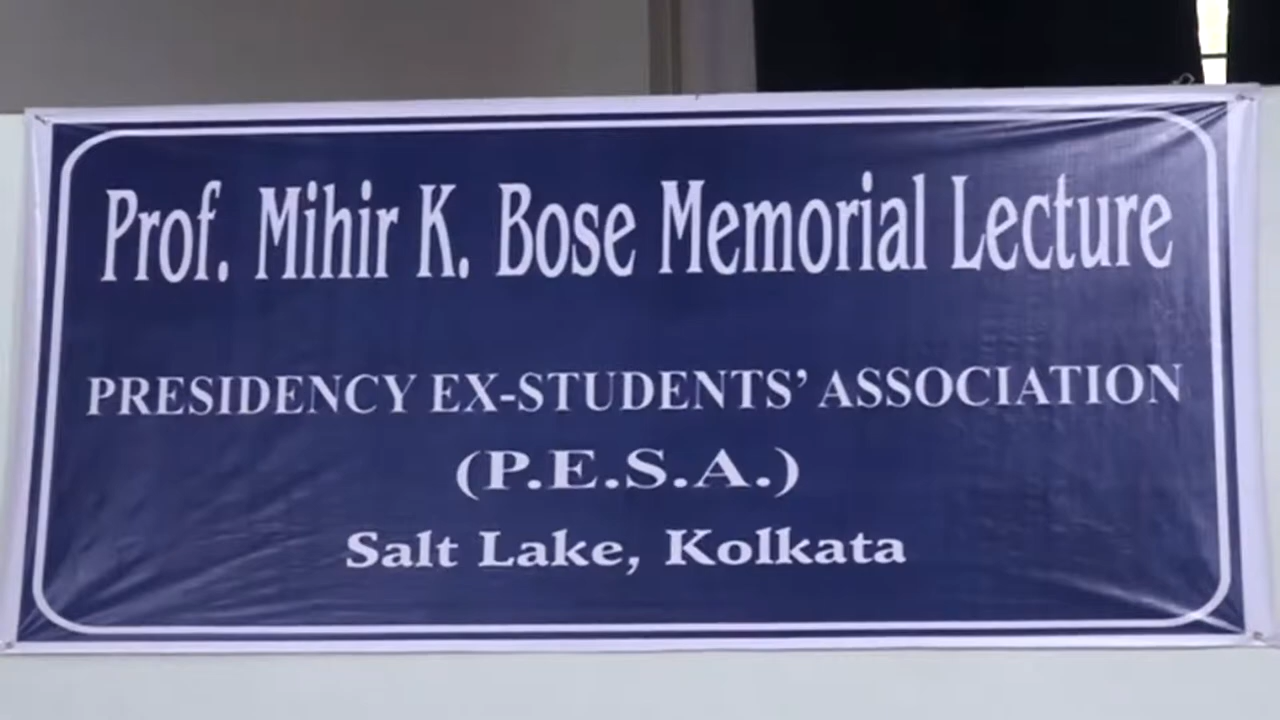 Prof. Mihir K. Bose Memorial Lecture
PRESIDENCY EX-STUDENTS’ ASSOCIATION
(P.E.S.A.)
Salt Lake, Kolkata